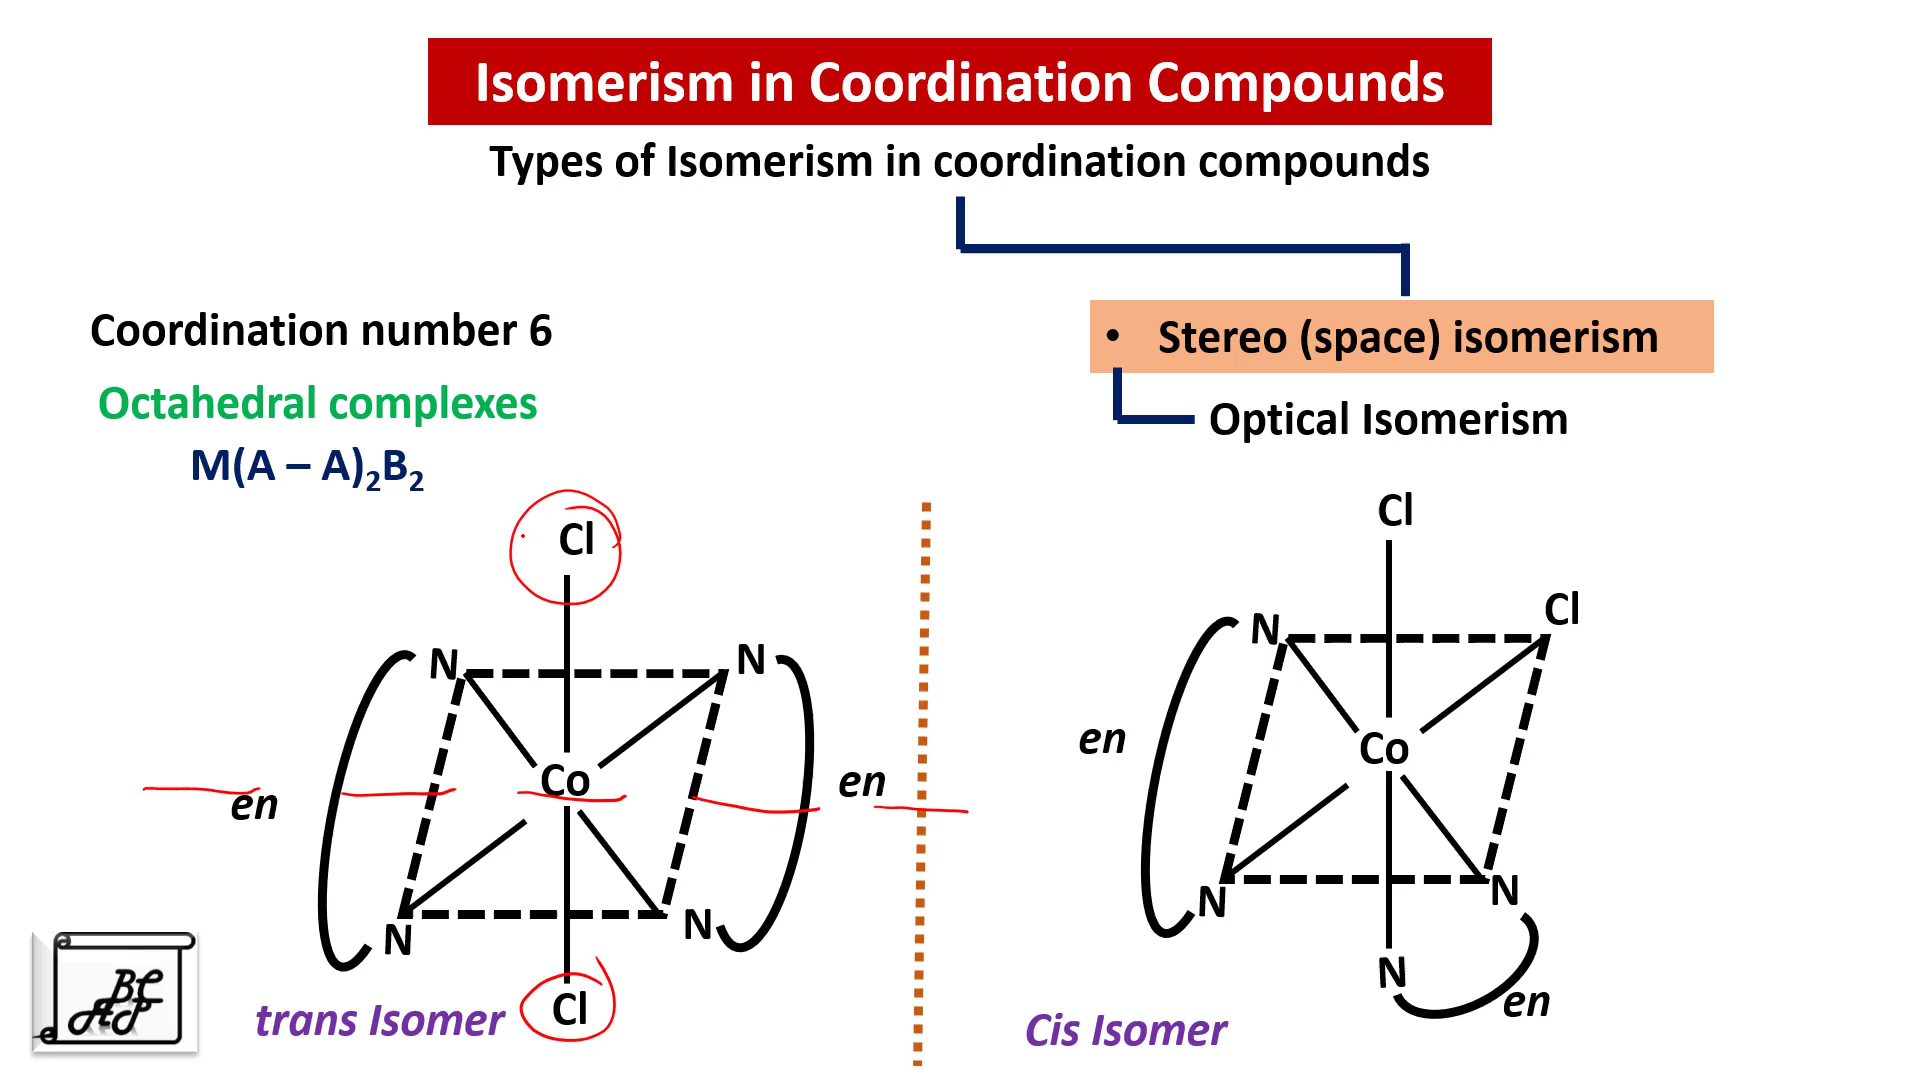 Isomerism in Coordination Compounds
Types of Isomerism in coordination compounds
Coordination number 6
Octahedral complexes
M(A – A)₂B₂
• Stereo (space) isomerism
Optical Isomerism
Cl
N
N
en
Co
en
N
N
Cl
trans Isomer
Cl
N
Cl
en
Co
N
N
N
en
Cis Isomer